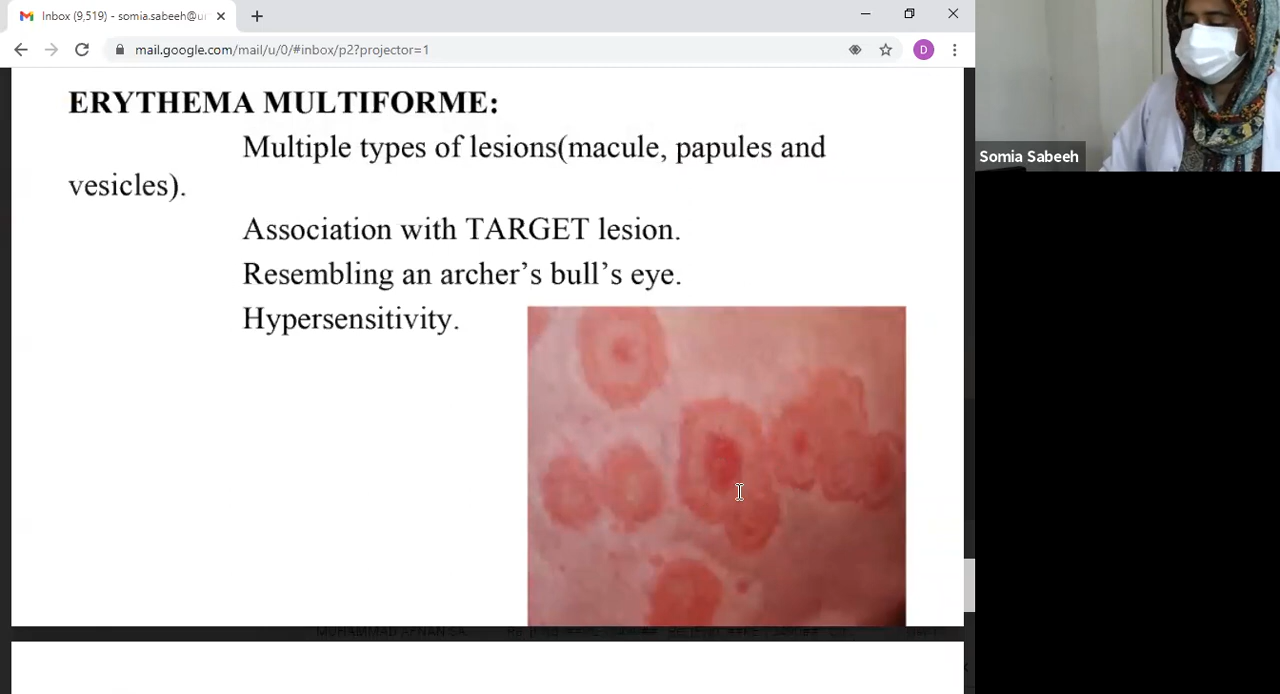 Inbox (9,519) - somia.sabeeh@u
mail.google.com/mail/u/0/#inbox/p2?projector=1
D
ERYTHEMA MULTIFORME:
Multiple types of lesions(macule, papules and
vesicles).
Association with TARGET lesion.
Resembling an archer’s bull’s eye.
Hypersensitivity.
Somia Sabeeh